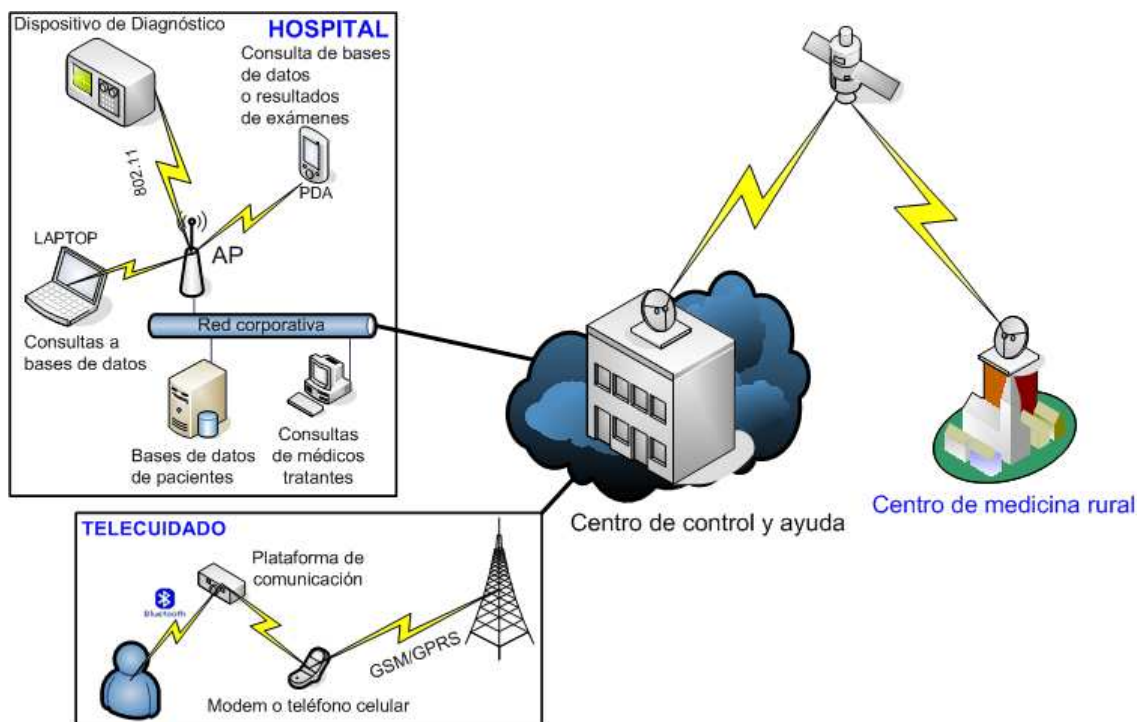 Dispositivo de Diagnóstico
HOSPITAL
Consulta de bases
de datos
o resultados
de exámenes
802.11
PDA
LAPTOP
AP
Red corporativa
Consultas a
bases de datos
Bases de datos
de pacientes
Consultas
de médicos
tratantes
Centro de control y ayuda
Centro de medicina rural
TELECUIDADO
Plataforma de
comunicación
Bluetooth
GSM/GPRS
Modem o teléfono celular